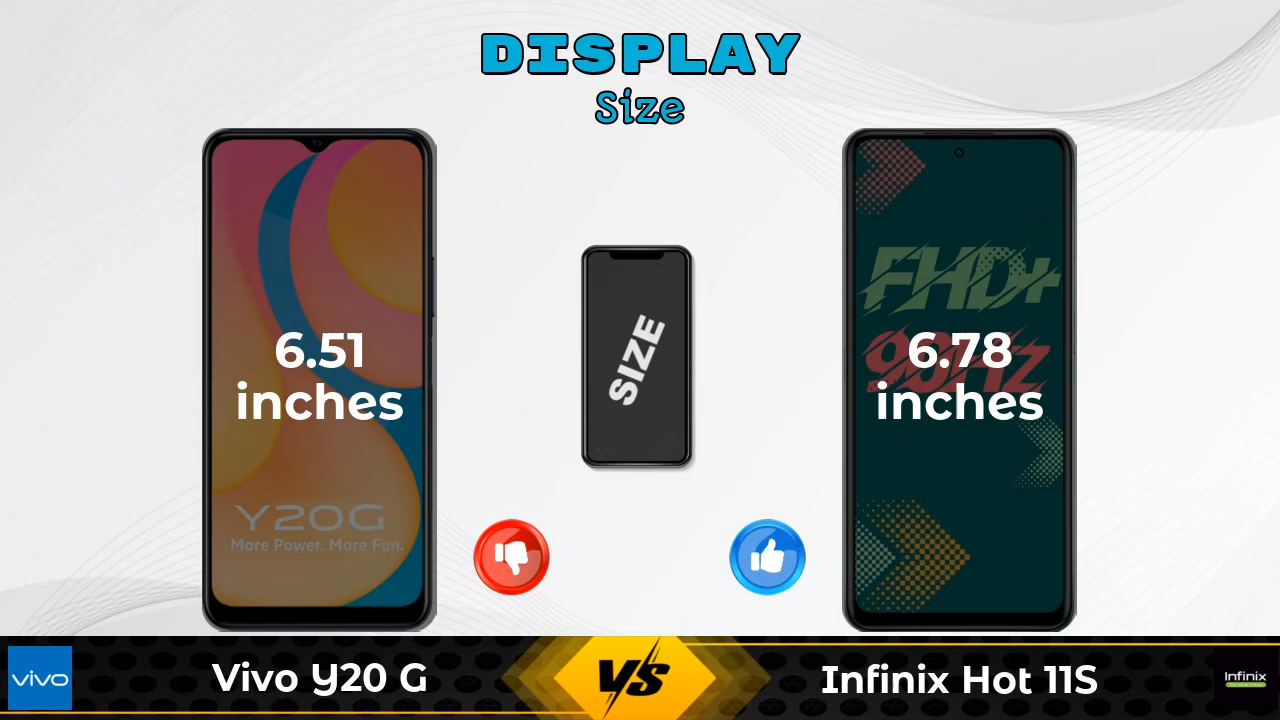 DISPLAY
Size
6.51
inches
Y20G
More Power. More Fun.
SIZE
FHD+
90HZ
6.78
inches
vivo
Vivo Y20 G
VS
Infinix Hot 11S
Infinix